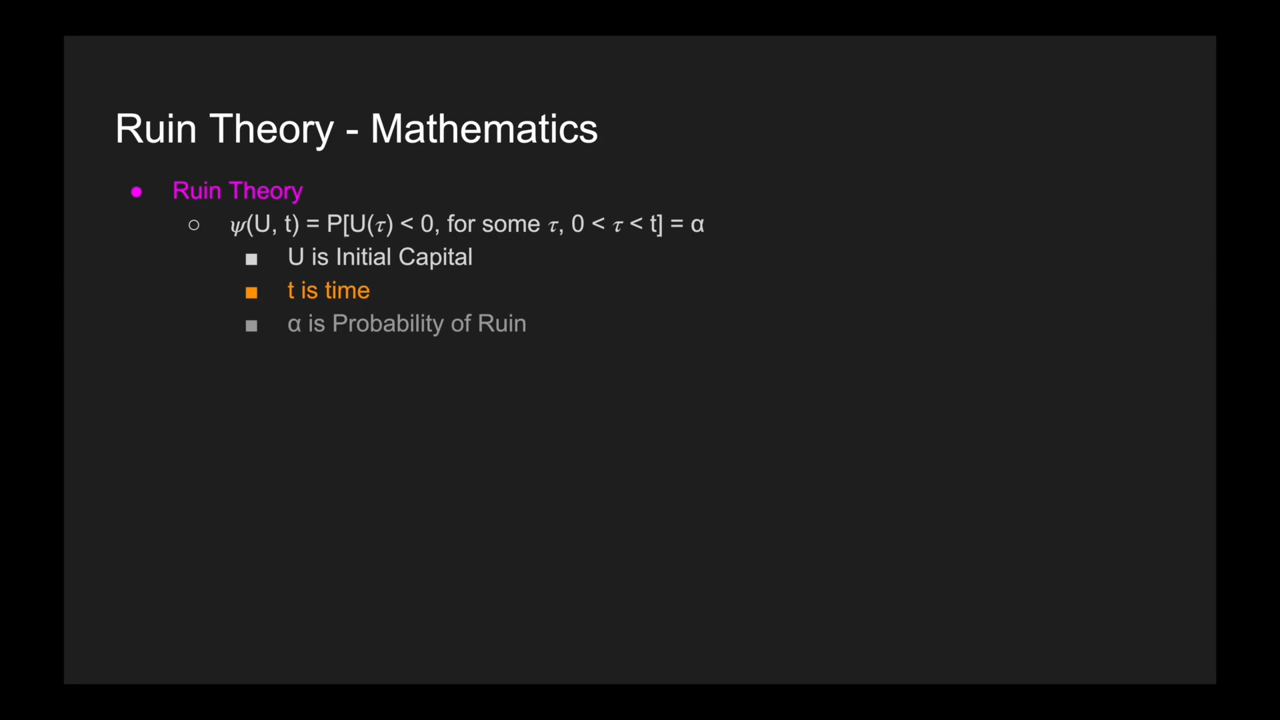 Ruin Theory - Mathematics
● Ruin Theory
○ 𝜓(U, t) = P[U(𝜏) < 0, for some 𝜏, 0 < 𝜏 < t] = α
■ U is Initial Capital
■ t is time
■ α is Probability of Ruin